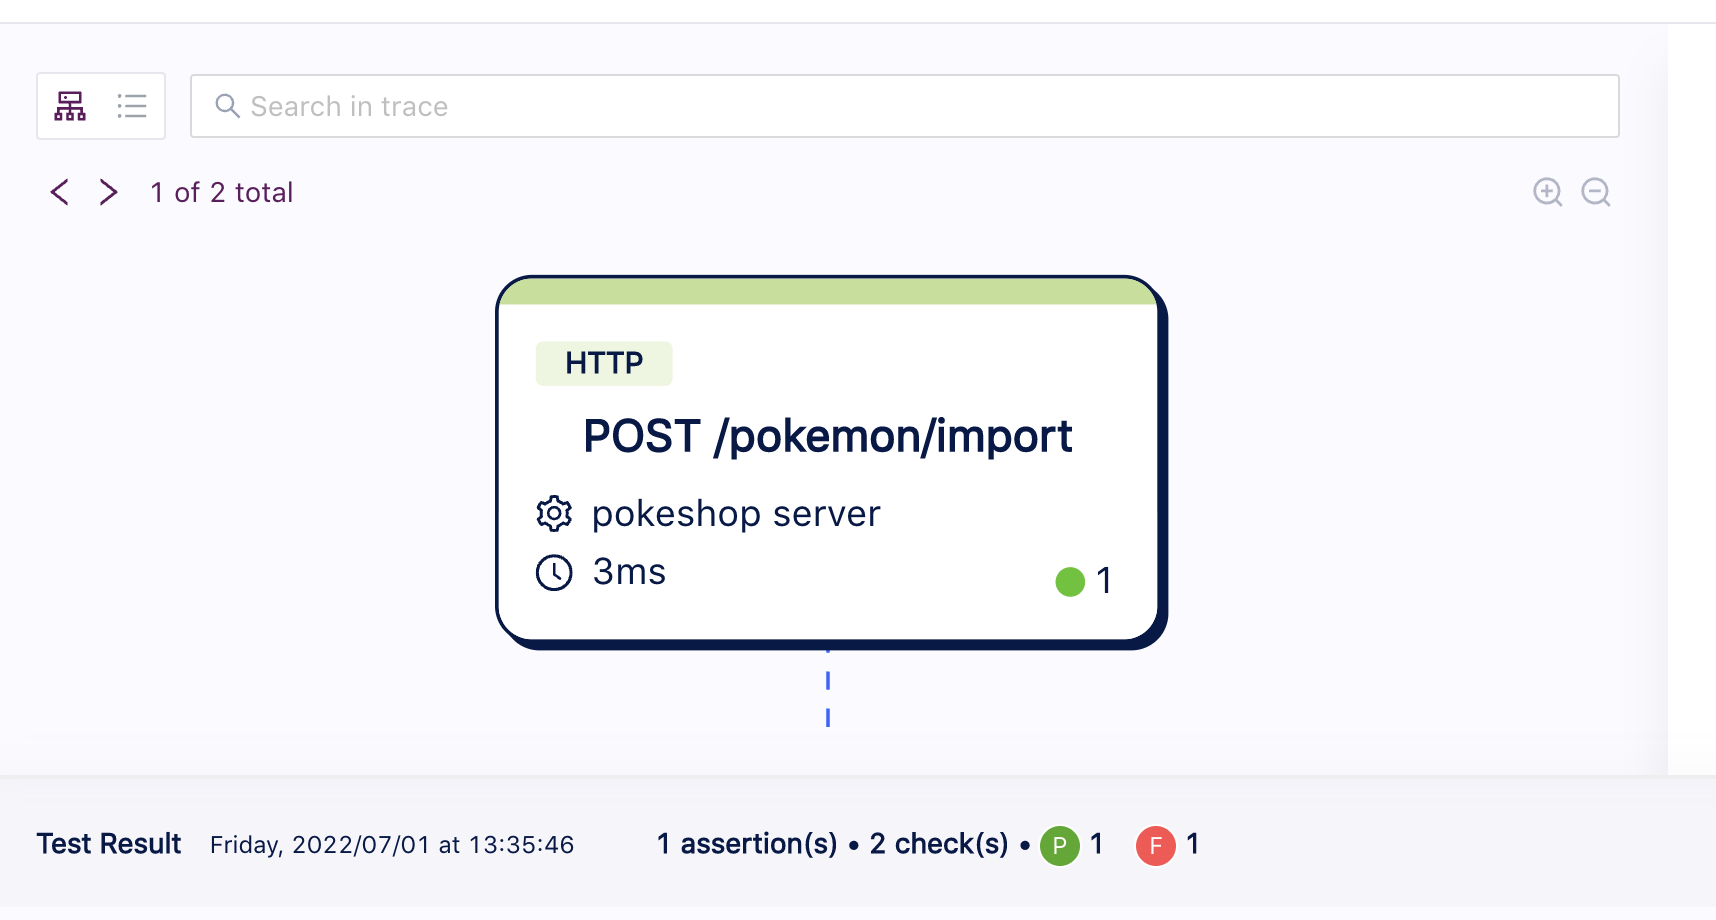 Search in trace
1 of 2 total
HTTP
POST /pokemon/import
pokeshop server
3ms
1
Test Result Friday, 2022/07/01 at 13:35:46 1 assertion(s) • 2 check(s) • P 1 F 1